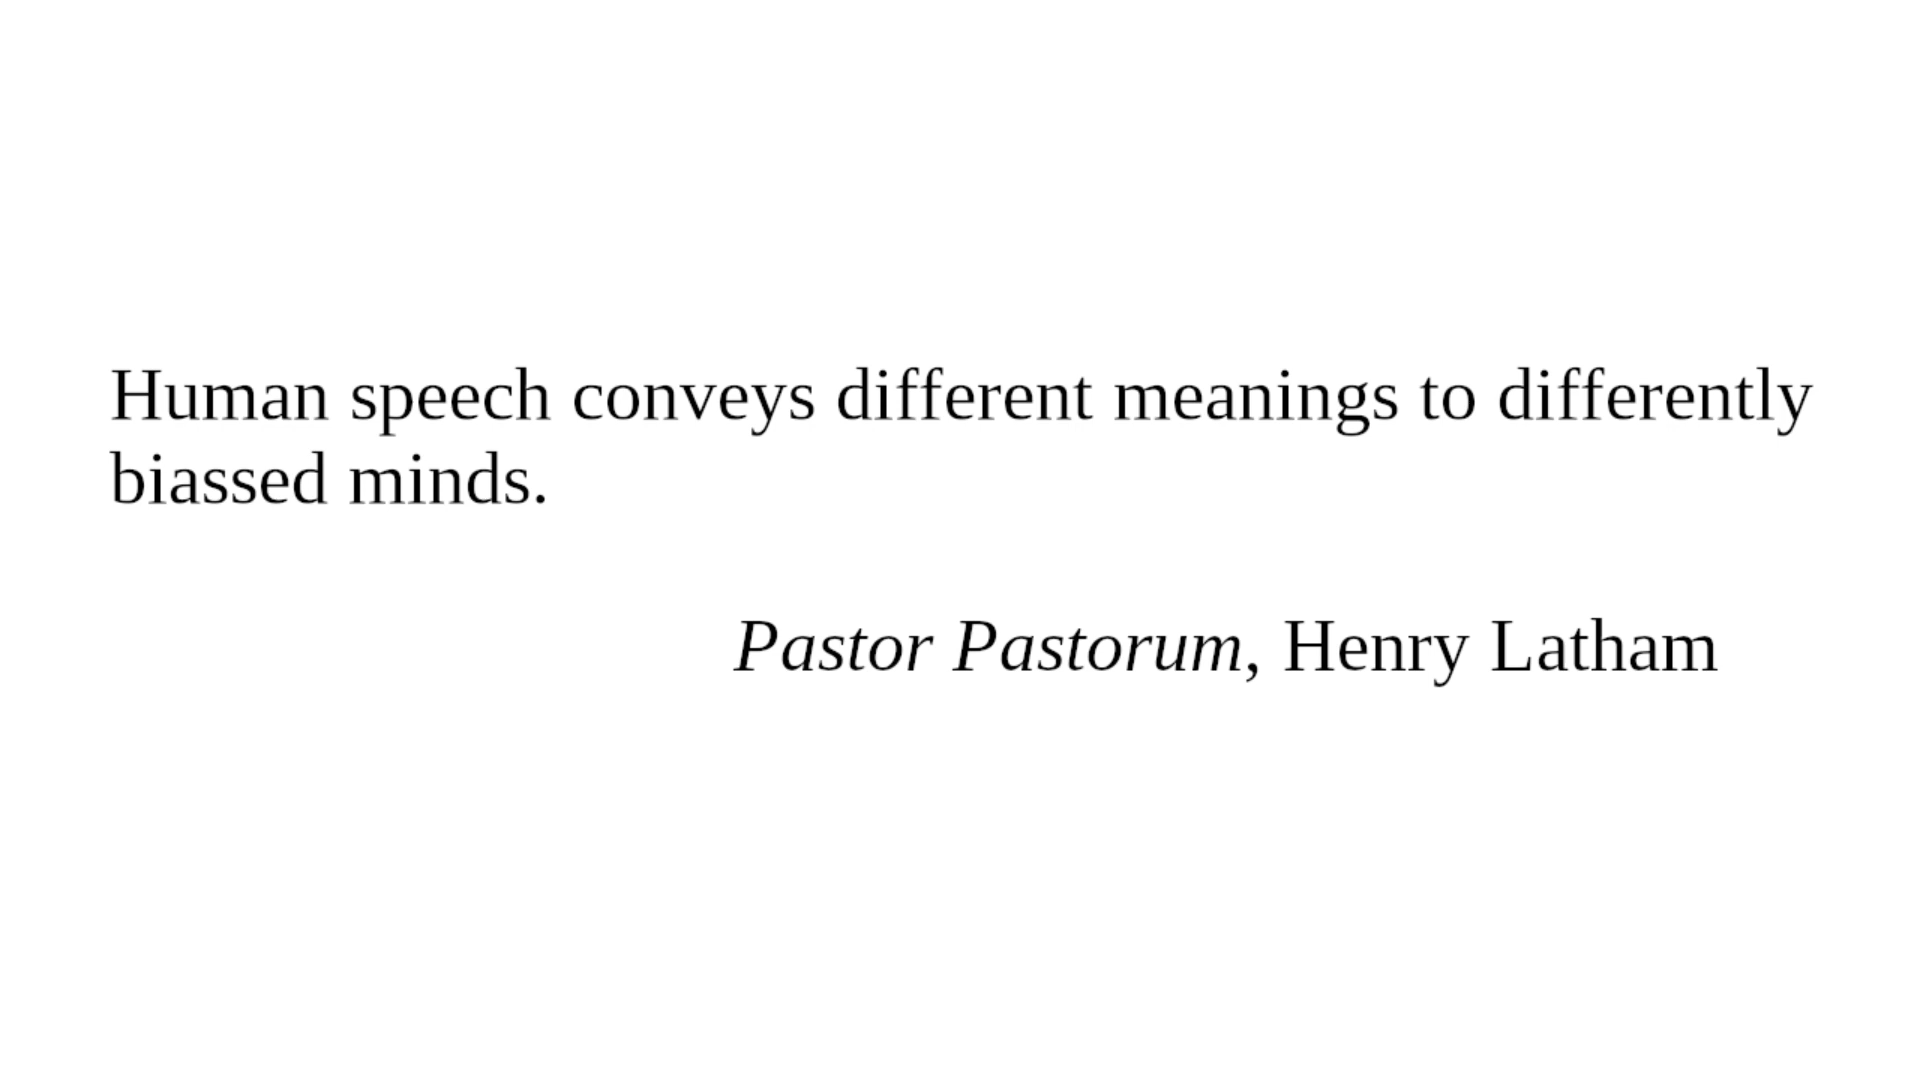 Human speech conveys different meanings to differently
biassed minds.
Pastor Pastorum, Henry Latham